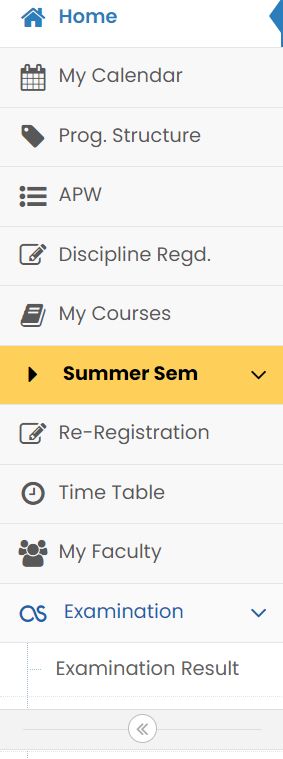 Home
My Calendar
Prog. Structure
APW
Discipline Regd.
My Courses
Summer Sem
Re-Registration
Time Table
My Faculty
Examination
Examination Result